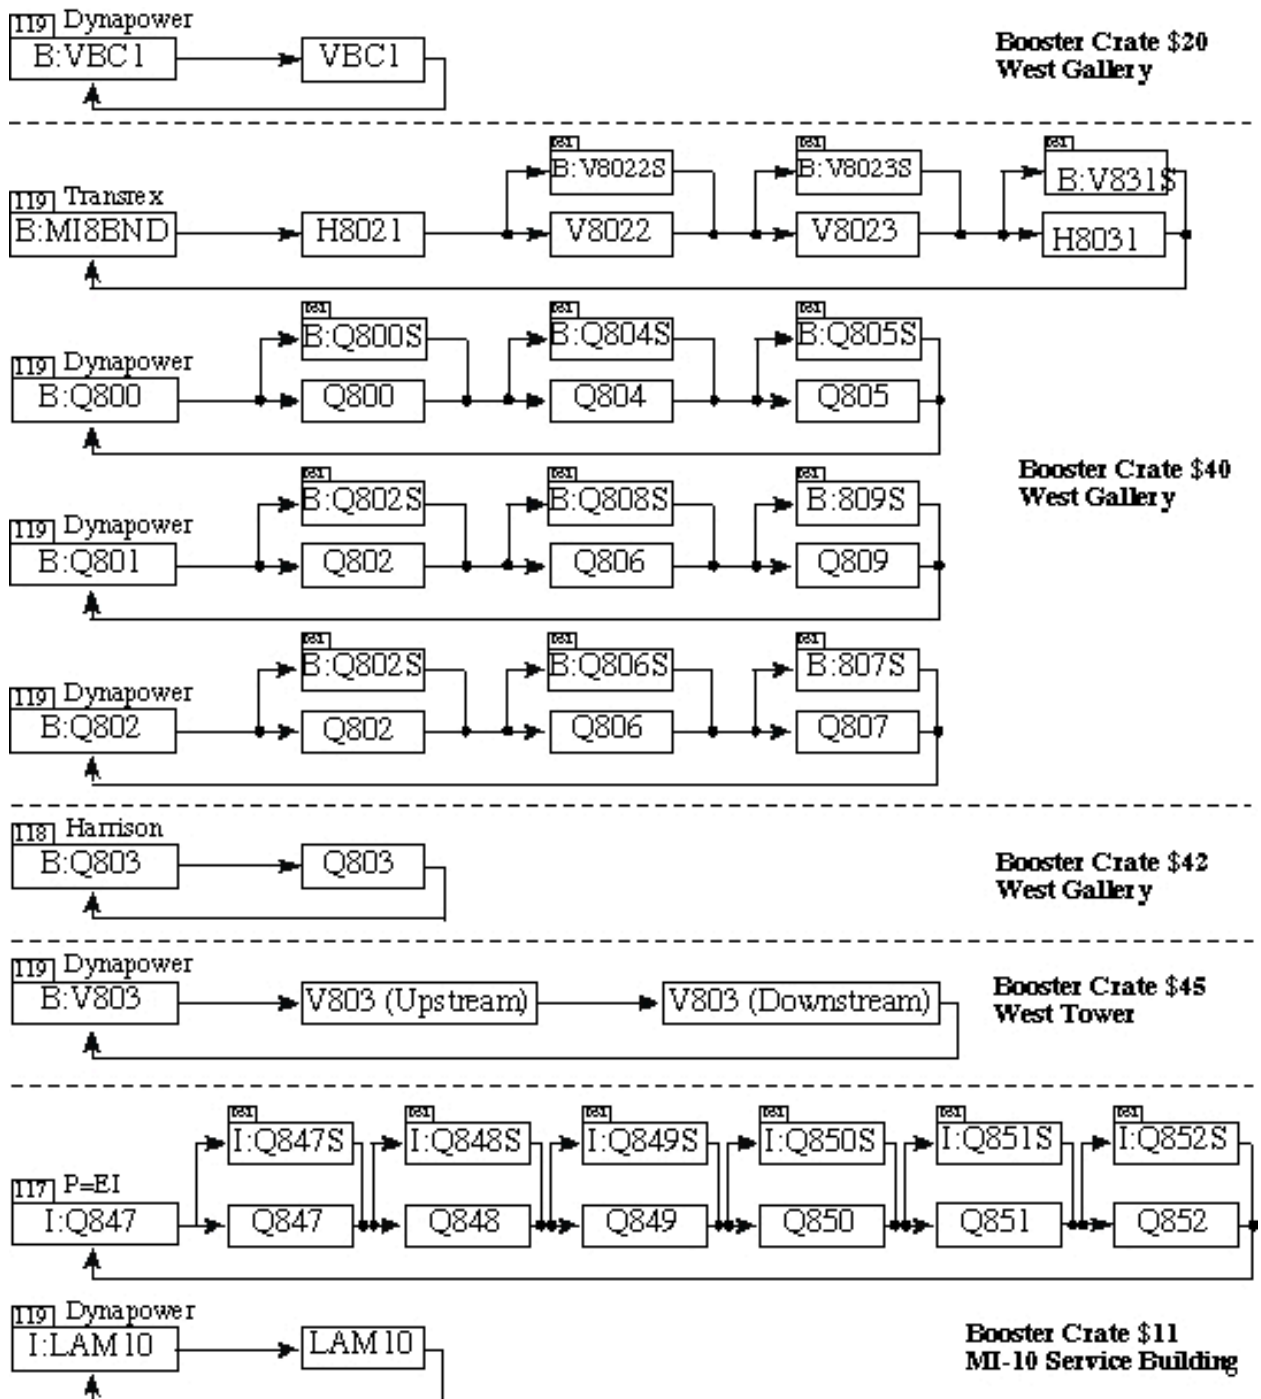 119 Dynapower
B:VBC1 VBC1
Booster Crate $20
West Gallery
B:V8022S B:V8023S B:V831S
119 Transrex
B:MI8BND H8021 V8022 V8023 H8031
B:Q800S B:Q804S B:Q805S
119 Dynapower
B:Q800 Q800 Q804 Q805
Booster Crate $40
West Gallery
B:Q802S B:Q808S B:809S
119 Dynapower
B:Q801 Q802 Q806 Q809
B:Q802S B:Q806S B:807S
119 Dynapower
B:Q802 Q802 Q806 Q807
118 Harrison
B:Q803 Q803
Booster Crate $42
West Gallery
119 Dynapower
B:V803 V803 (Upstream) V803 (Downstream)
Booster Crate $45
West Tower
I:Q847S I:Q848S I:Q849S I:Q850S I:Q851S I:Q852S
117 P=EI
I:Q847 Q847 Q848 Q849 Q850 Q851 Q852
119 Dynapower
I:LAM10 LAM10
Booster Crate $11
MI-10 Service Building